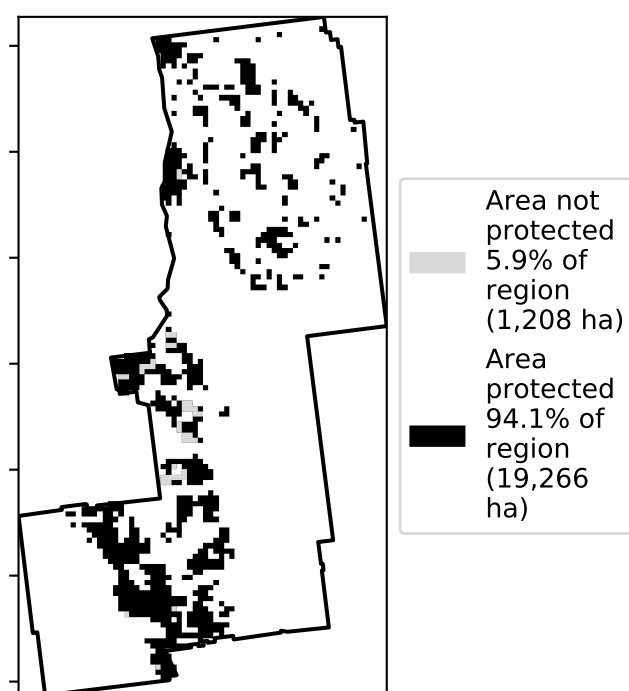 Area not
protected
5.9% of
region
(1,208 ha)
Area
protected
94.1% of
region
(19,266
ha)